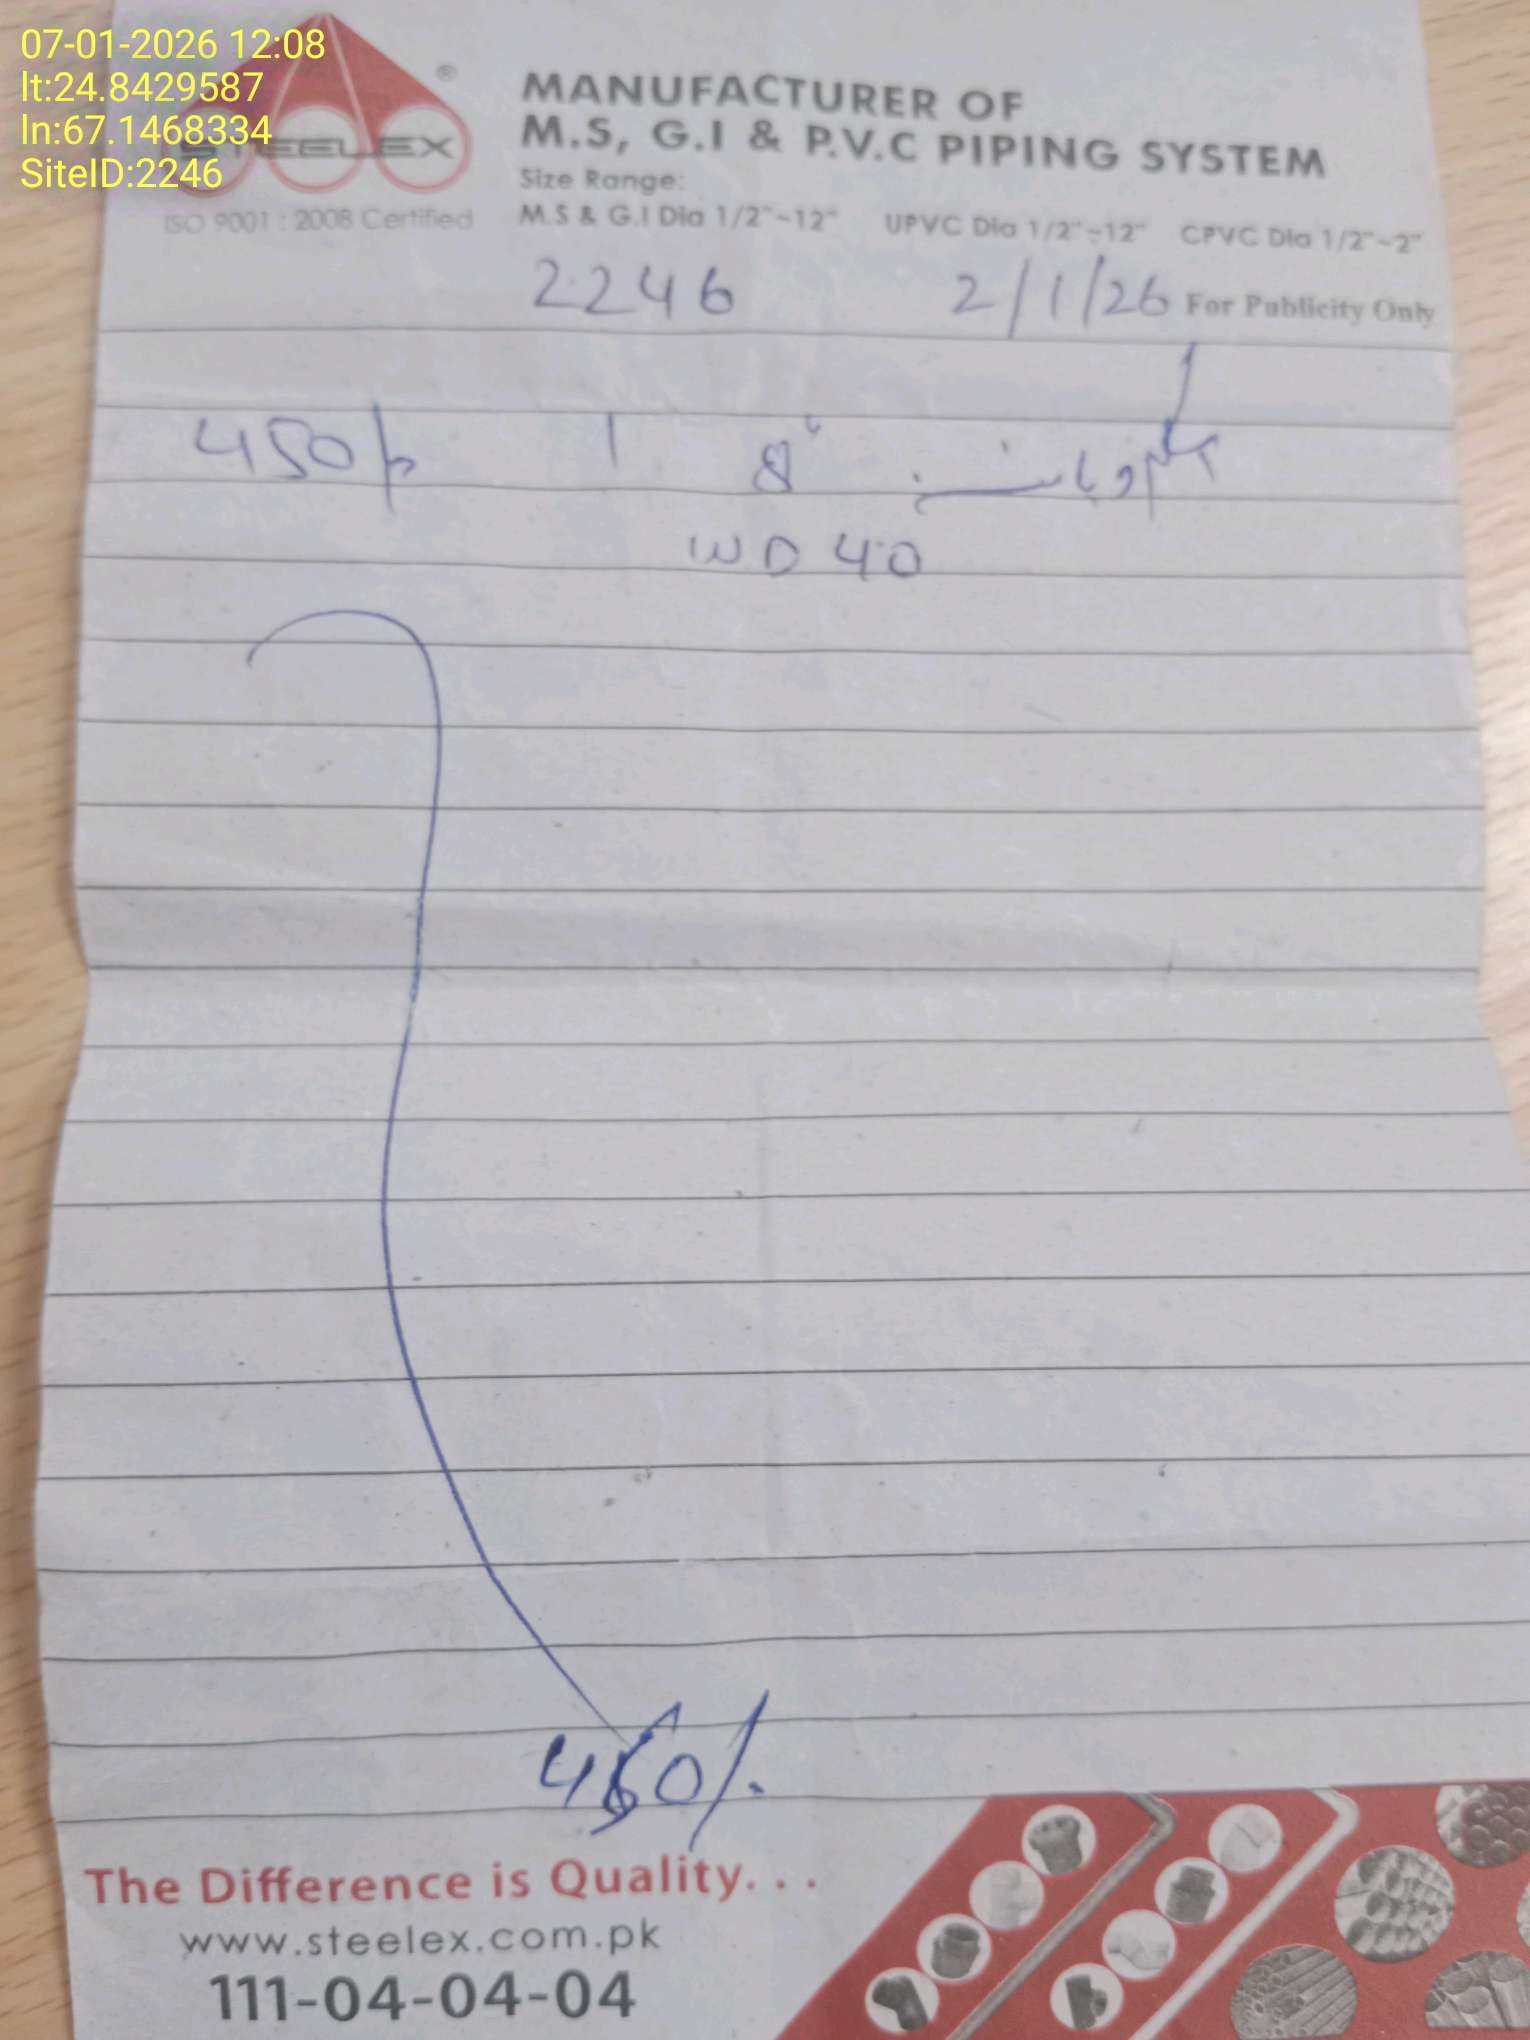 07-01-2026 12:08
lt:24.8429587
ln:67.1468334
SiteID:2246
STEELEX ®
ISO 9001 : 2008 Certified
MANUFACTURER OF
M.S, G.I & P.V.C PIPING SYSTEM
Size Range:
M.S & G.I Dia 1/2"~12" UPVC Dia 1/2"~12" CPVC Dia 1/2"~2"
2246 2/1/26 For Publicity Only
450/- 1
WD 40
450/.
The Difference is Quality...
www.steelex.com.pk
111-04-04-04